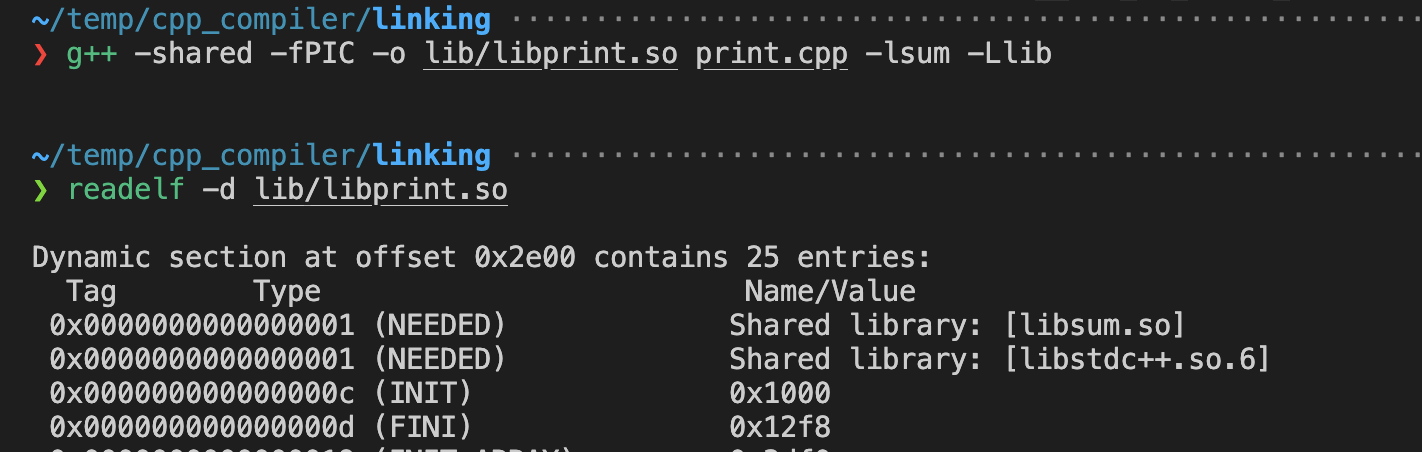 ~/temp/cpp_compiler/linking ······················································
❯ g++ -shared -fPIC -o lib/libprint.so print.cpp -lsum -Llib
~/temp/cpp_compiler/linking ······················································
❯ readelf -d lib/libprint.so
Dynamic section at offset 0x2e00 contains 25 entries:
Tag Type Name/Value
0x0000000000000001 (NEEDED) Shared library: [libsum.so]
0x0000000000000001 (NEEDED) Shared library: [libstdc++.so.6]
0x000000000000000c (INIT) 0x1000
0x000000000000000d (FINI) 0x12f8